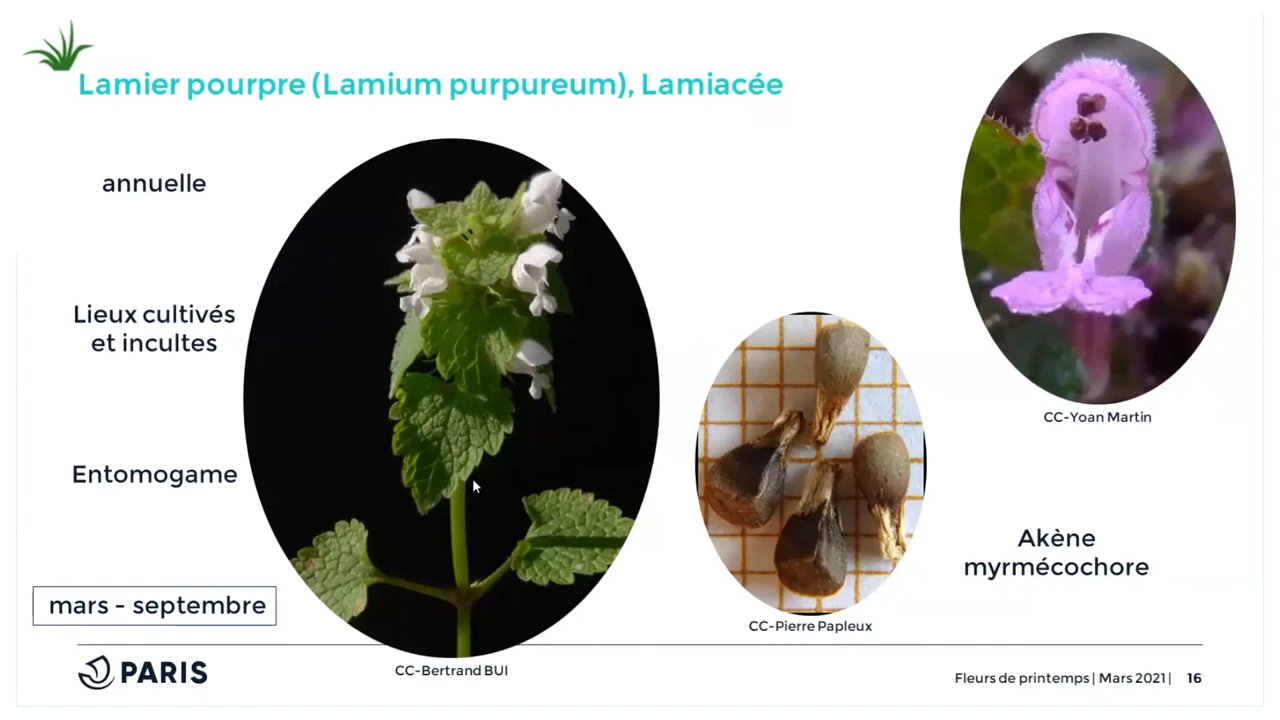 Lamier pourpre (Lamium purpureum), Lamiacée
annuelle
Lieux cultivés
et incultes
Entomogame
mars - septembre
CC-Yoan Martin
Akène
myrmécochore
CC-Pierre Papleux
CC-Bertrand BUI
PARIS
Fleurs de printemps| Mars 2021| 16